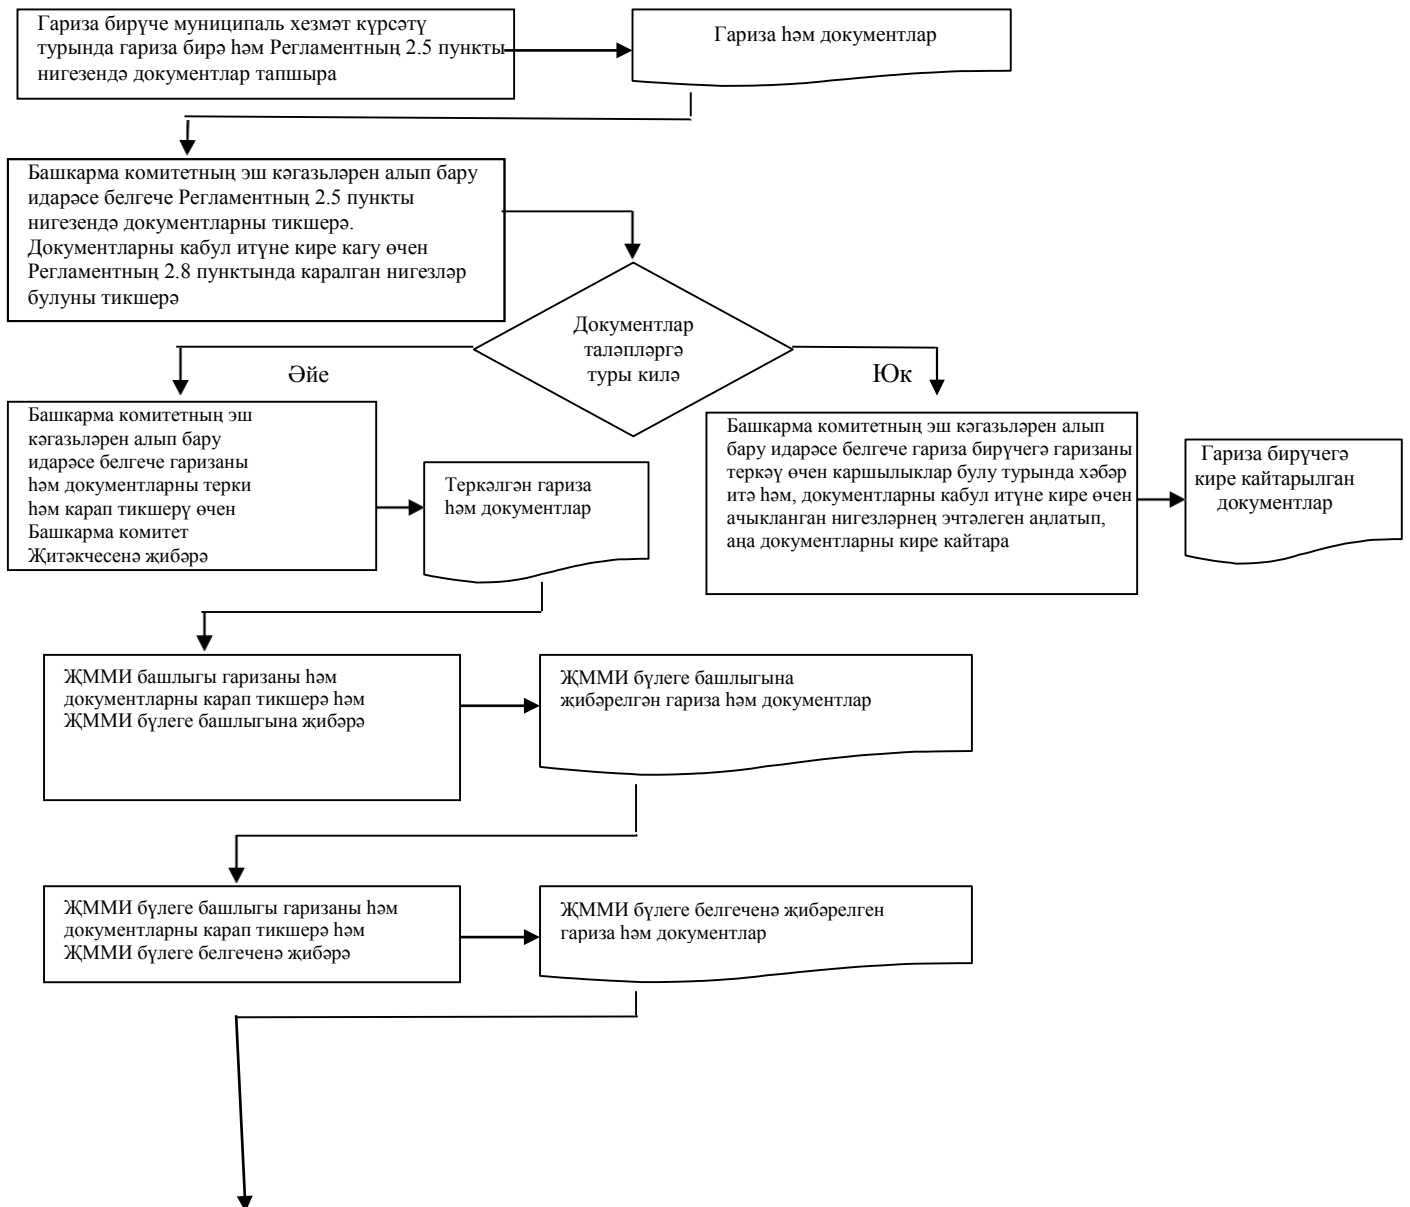 Гариза бирүче муниципаль хезмәт күрсәтү
турында гариза бирә һәм Регламентның 2.5 пункты
нигезендә документлар тапшыра
Гариза һәм документлар
Башкарма комитетның эш кәгазьләрен алып бару
идарәсе белгече Регламентның 2.5 пункты
нигезендә документларны тикшерә.
Документларны кабул итүне кире кагу өчен
Регламентның 2.8 пунктында каралган нигезләр
булуны тикшерә
Документлар
таләпләргә
туры килә
Әйе
Юк
Башкарма комитетның эш
кәгазьләрен алып бару
идарәсе белгече гаризаны
һәм документларны терки
һәм карап тикшерү өчен
Башкарма комитет
Җитәкчесенә җибәрә
Теркәлгән гариза
һәм документлар
Башкарма комитетның эш кәгазьләрен алып
бару идарәсе белгече гариза бирүчегә гаризаны
теркәү өчен каршылыклар булу турында хәбәр
итә һәм, документларны кабул итүне кире өчен
ачыкланган нигезләрнең эчтәлеген аңлатып,
аңа документларны кире кайтара
Гариза бирүчегә
кире кайтарылган
документлар
ҖММИ башлыгы гаризаны һәм
документларны карап тикшерә һәм
ҖММИ бүлеге башлыгына җибәрә
ҖММИ бүлеге башлыгына
җибәрелгән гариза һәм документлар
ҖММИ бүлеге башлыгы гаризаны һәм
документларны карап тикшерә һәм
ҖММИ бүлеге белгеченә җибәрә
ҖММИ бүлеге белгеченә җибәрелген
гариза һәм документлар